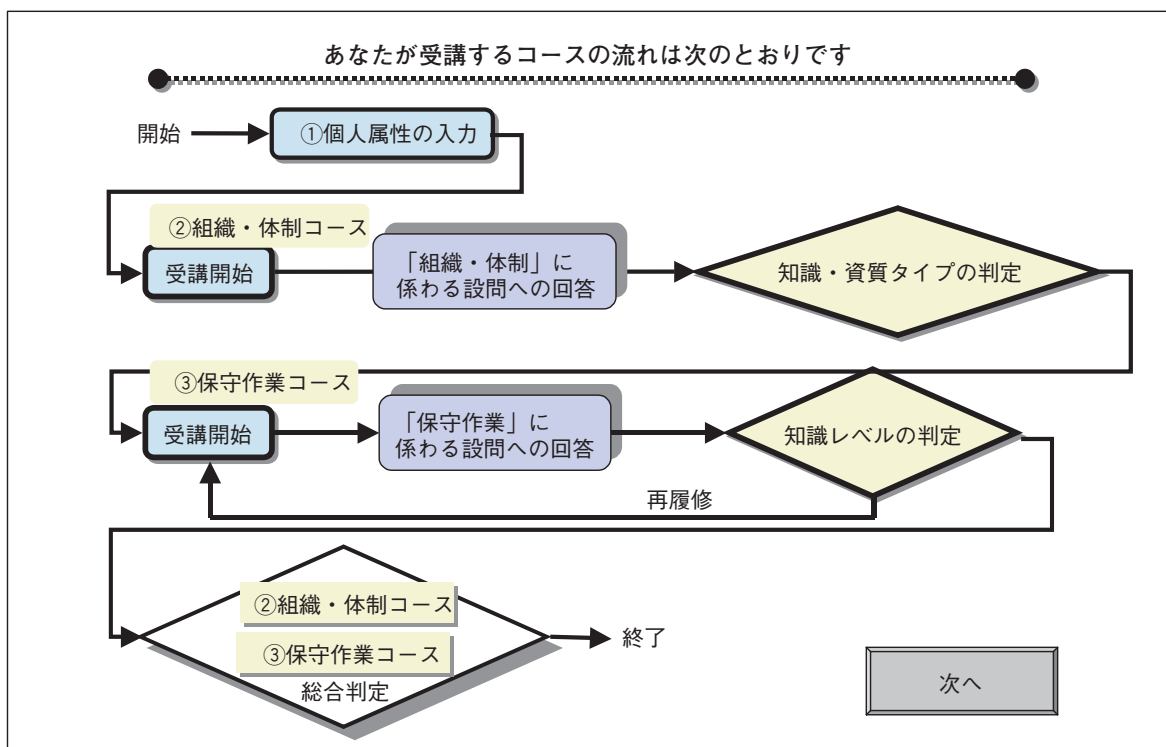 あなたが受講するコースの流れは次のとおりです
開始
①個人属性の入力
②組織・体制コース
受講開始
「組織・体制」に
係わる設問への回答
知識・資質タイプの判定
③保守作業コース
受講開始
「保守作業」に
係わる設問への回答
知識レベルの判定
再履修
②組織・体制コース
③保守作業コース
総合判定
終了
次へ